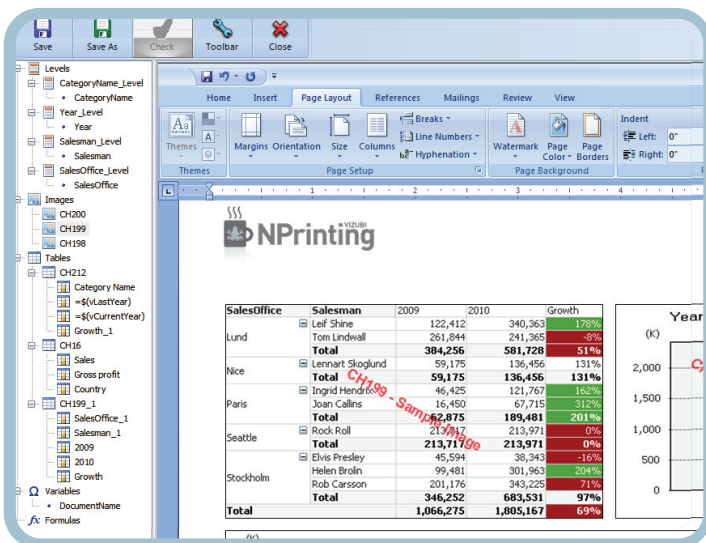 Save Save As Check Toolbar Close
Levels
CategoryName_Level
CategoryName
Year_Level
Year
Salesman_Level
Salesman
SalesOffice_Level
SalesOffice
Images
CH200
CH199
CH198
Tables
CH212
Category Name
=$(vLastYear)
=$(vCurrentYear)
Growth_1
CH16
Sales
Gross profit
Country
CH199_1
SalesOffice_1
Salesman_1
2009
2010
Growth
Variables
DocumentName
fx Formulas
Home Insert Page Layout References Mailings Review View
Themes
Margins Orientation Size Columns
Breaks
Line Numbers
Hyphenation
Watermark Page Color Page Borders
Indent
Left: 0"
Right: 0"
Themes Page Setup Page Background
1 2 3 4
VIZUBI
NPrinting
SalesOffice Salesman 2009 2010 Growth
Lund Leif Shine 122,412 340,363 178%
Tom Lindwall 261,844 241,365 -8%
Total 384,256 581,728 51%
Nice Lennart Skoglund 59,175 136,456 131%
Total 59,175 136,456 131%
Paris Ingrid Hendrix 46,425 121,767 162%
Joan Callins 16,450 67,715 312%
Total 62,875 189,481 201%
Seattle Rock Roll 213,717 213,971 0%
Total 213,717 213,971 0%
Stockholm Elvis Presley 45,594 38,343 -16%
Helen Brolin 99,481 301,963 204%
Rob Carsson 201,176 343,225 71%
Total 346,252 683,531 97%
Total 1,066,275 1,805,167 69%
CH199 - Sample Image
Year
(K)
2,000
1,500
1,000
500
0
(K)